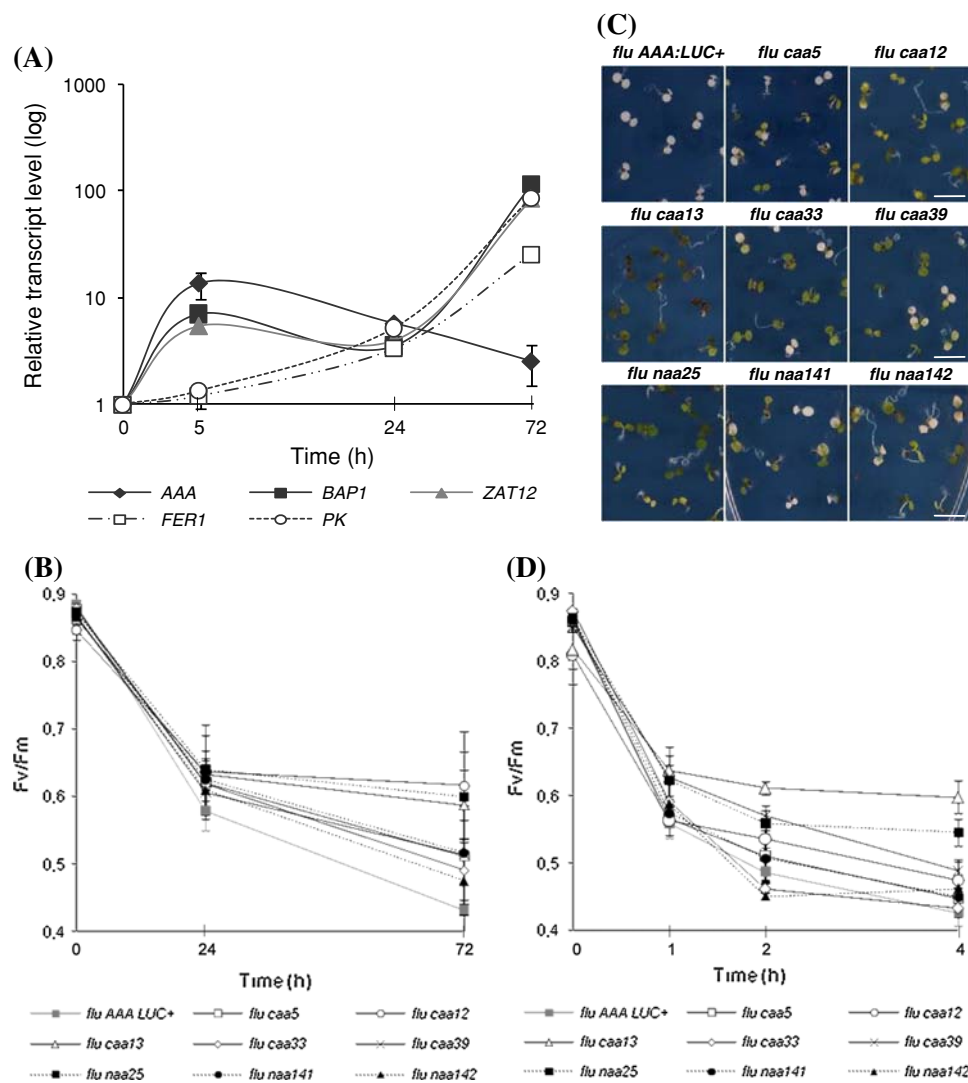 (A)
Relative transcript level (log)
1000
100
10
1
0 5 24 72
Time (h)
AAA BAP1 ZAT12
FER1 PK
(C)
flu AAA:LUC+ flu caa5 flu caa12
flu caa13 flu caa33 flu caa39
flu naa25 flu naa141 flu naa142
(B)
Fv/Fm
0.9
0.8
0.7
0.6
0.5
0.4
0 24 72
Time (h)
flu AAA LUC+ flu caa5 flu caa12
flu caa13 flu caa33 flu caa39
flu naa25 flu naa141 flu naa142
(D)
Fv/Fm
0.9
0.8
0.7
0.6
0.5
0.4
0 1 2 4
Time (h)
flu AAA LUC+ flu caa5 flu caa12
flu caa13 flu caa33 flu caa39
flu naa25 flu naa141 flu naa142